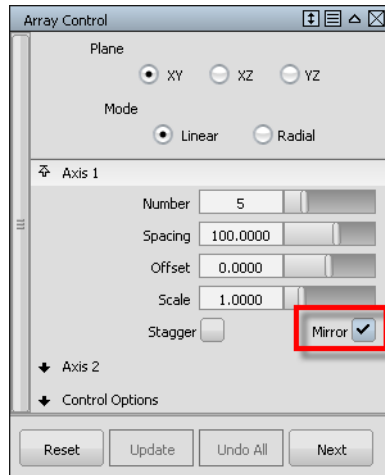 Array Control
Plane
XY XZ YZ
Mode
Linear Radial
Axis 1
Number 5
Spacing 100.0000
Offset 0.0000
Scale 1.0000
Stagger Mirror
Axis 2
Control Options
Reset Update Undo All Next